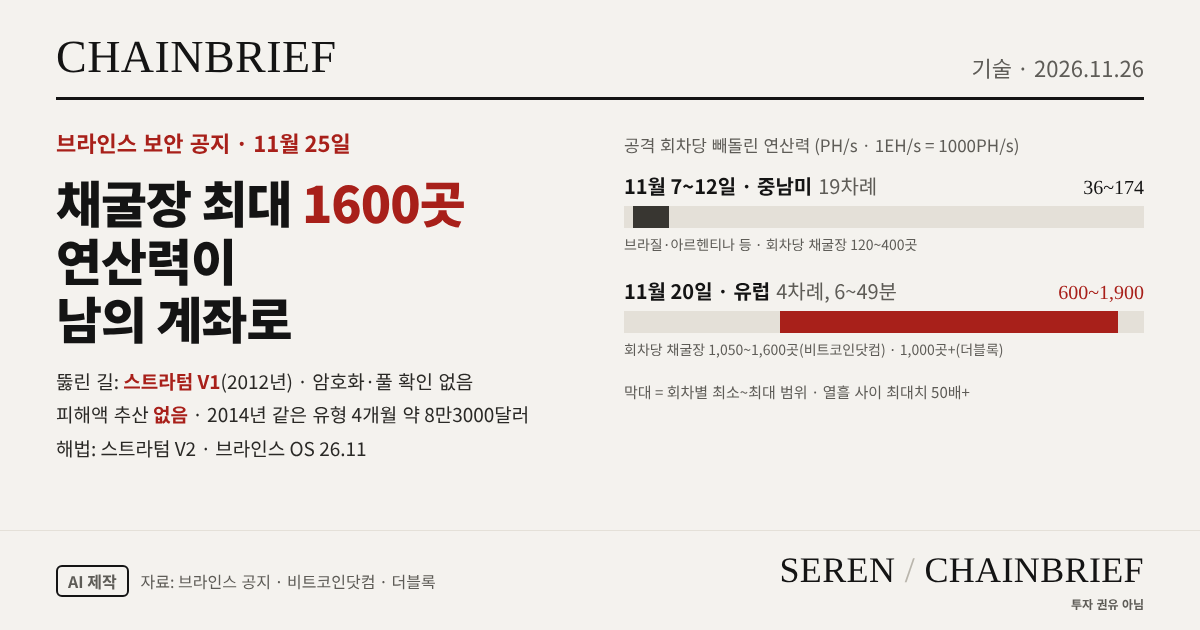 CHAINBRIEF
기술 · 2026.11.26
브라인스 보안 공지 · 11월 25일
채굴장 최대 1600곳
연산력이
남의 계좌로
뚫린 길: 스트라텀 V1(2012년) · 암호화·풀 확인 없음
피해액 추산 없음 · 2014년 같은 유형 4개월 약 8만3000달러
해법: 스트라텀 V2 · 브라인스 OS 26.11
공격 회차당 빼돌린 연산력 (PH/s · 1EH/s = 1000PH/s)
11월 7~12일 · 중남미 19차례 36~174
브라질·아르헨티나 등 · 회차당 채굴장 120~400곳
11월 20일 · 유럽 4차례, 6~49분 600~1,900
회차당 채굴장 1,050~1,600곳(비트코인닷컴) · 1,000곳+(더블록)
막대 = 회차별 최소~최대 범위 · 열흘 사이 최대치 50배+
AI 제작 자료: 브라인스 공지 · 비트코인닷컴 · 더블록
SEREN / CHAINBRIEF
투자 권유 아님